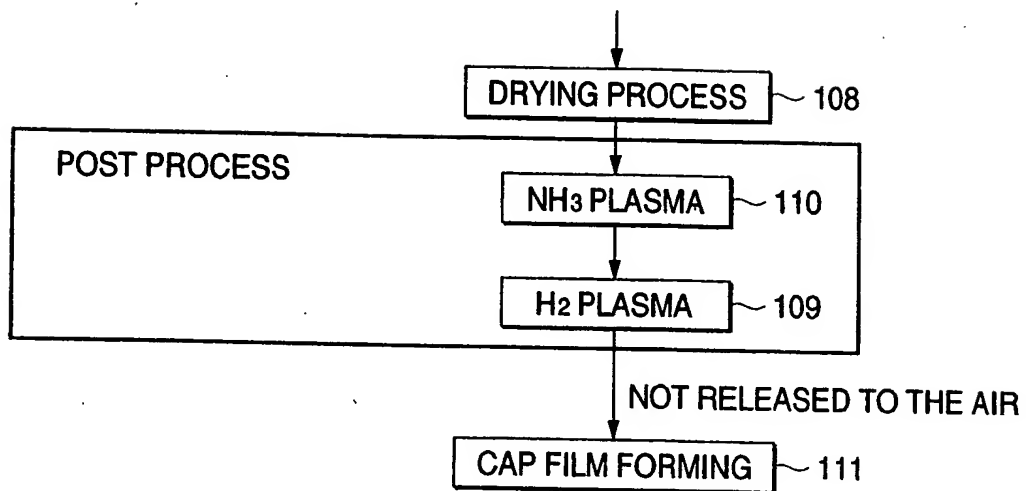 DRYING PROCESS 108
POST PROCESS
NH3 PLASMA 110
H2 PLASMA 109
NOT RELEASED TO THE AIR
CAP FILM FORMING 111